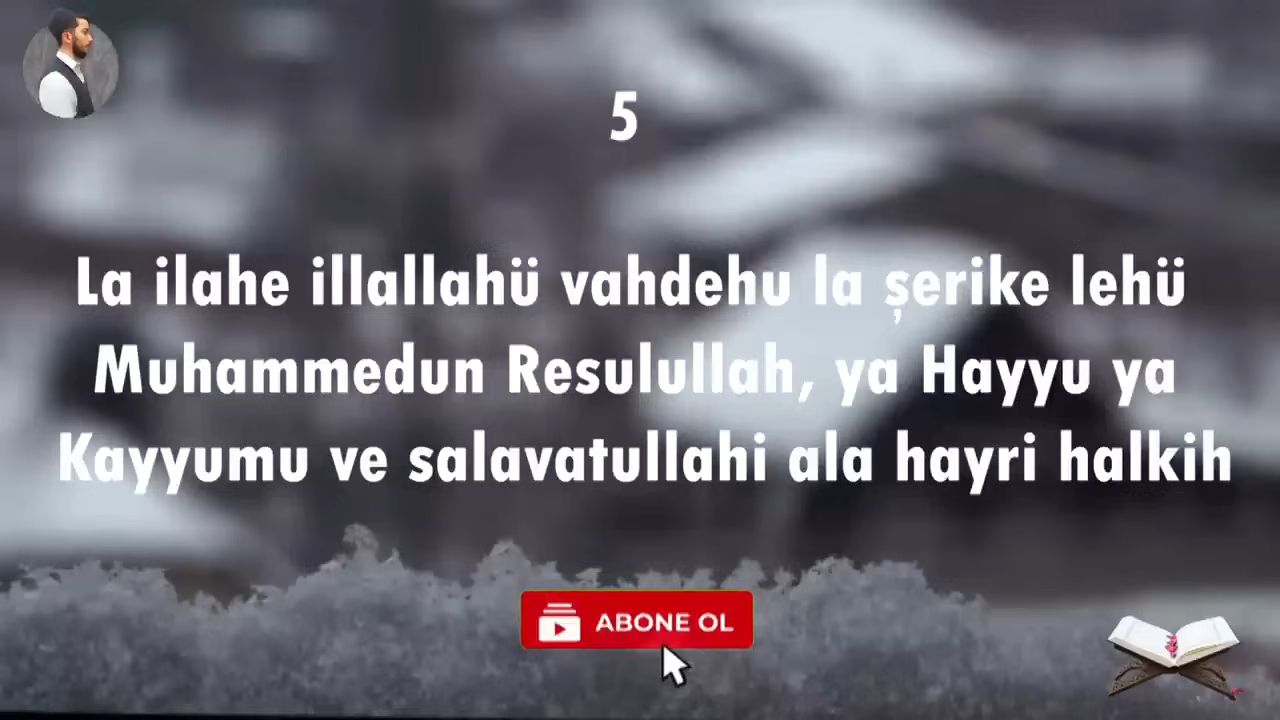 5
La ilahe illallahü vahdehu la şerike lehü
Muhammedun Resulullah, ya Hayyu ya
Kayyumu ve salavatullahi ala hayri halkih
ABONE OL